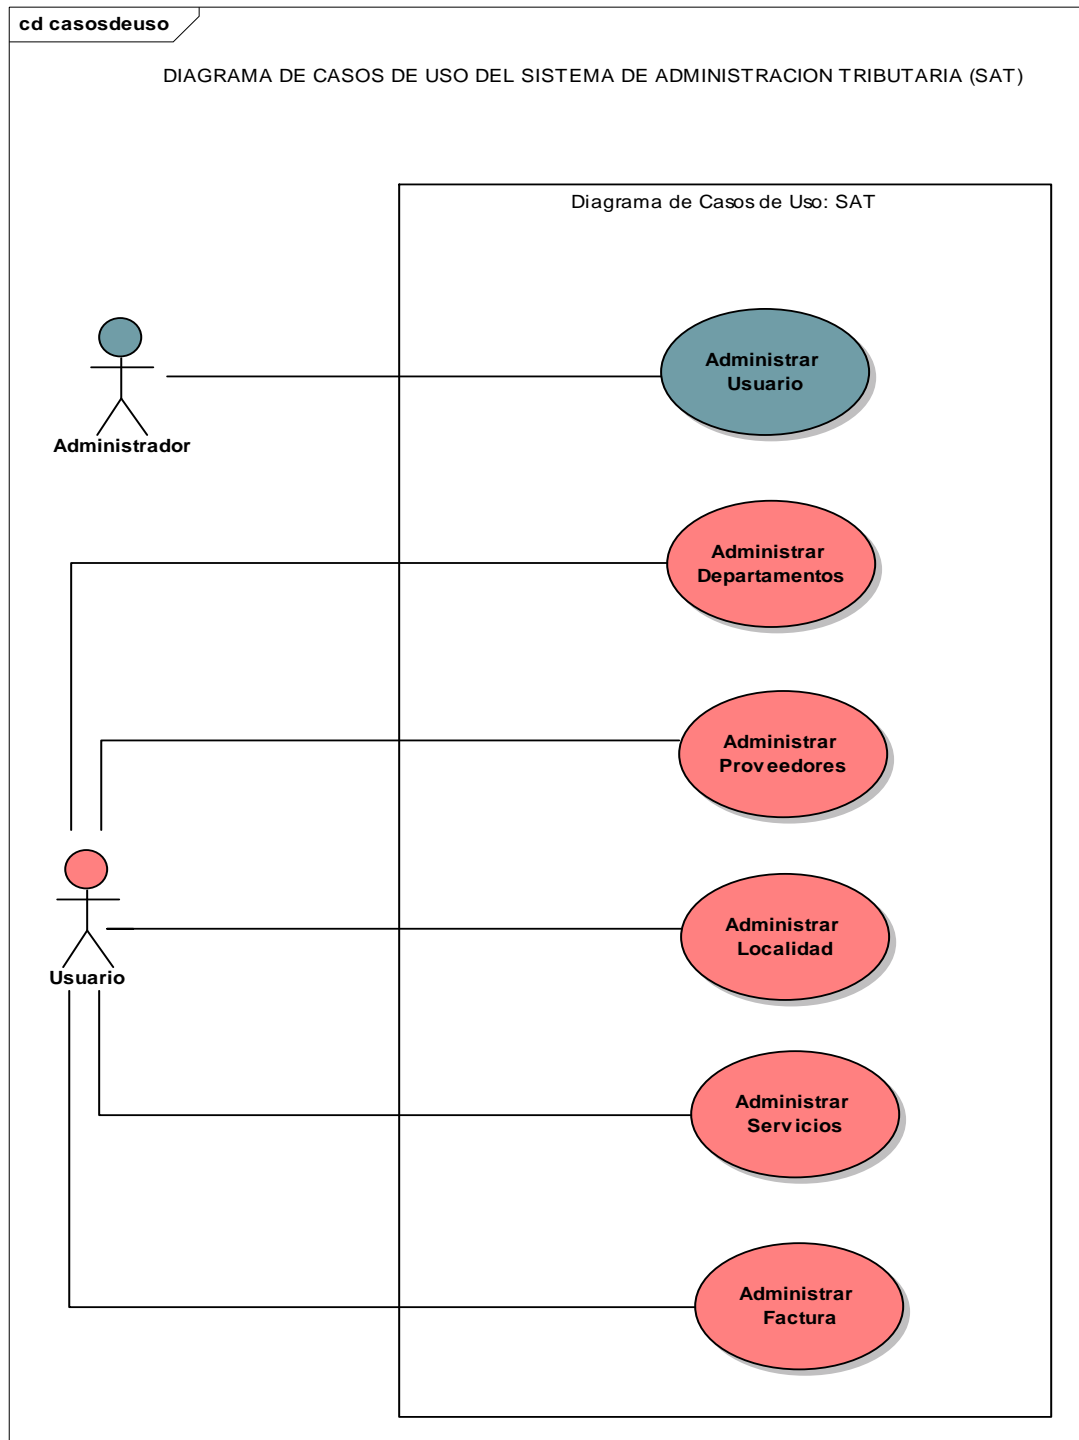 cd casosdeuso
DIAGRAMA DE CASOS DE USO DEL SISTEMA DE ADMINISTRACION TRIBUTARIA (SAT)
Diagrama de Casos de Uso: SAT
Administrar
Usuario
Administrador
Administrar
Departamentos
Administrar
Proveedores
Usuario
Administrar
Localidad
Administrar
Servicios
Administrar
Factura